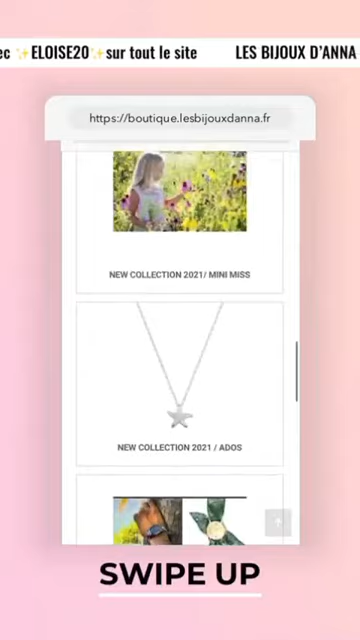 ec ✨ELOISE20✨sur tout le site LES BIJOUX D'ANNA
https://boutique.lesbijouxdanna.fr
NEW COLLECTION 2021/ MINI MISS
NEW COLLECTION 2021 / ADOS
SWIPE UP